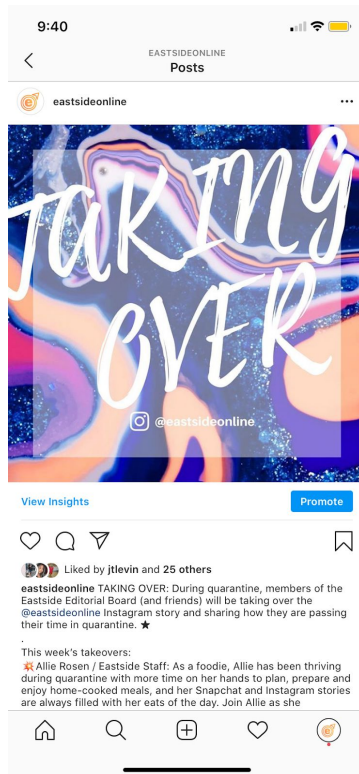 9:40
EASTSIDEONLINE
Posts
eastsideonline
TAKING
OVER
@eastsideonline
View Insights
Promote
Liked by jtlevin and 25 others
eastsideonline TAKING OVER: During quarantine, members of the
Eastside Editorial Board (and friends) will be taking over the
@eastsideonline Instagram story and sharing how they are passing
their time in quarantine. ★
.
This week's takeovers:
💥Allie Rosen / Eastside Staff: As a foodie, Allie has been thriving
during quarantine with more time on her hands to plan, prepare and
enjoy home-cooked meals, and her Snapchat and Instagram stories
are always filled with her eats of the day. Join Allie as she